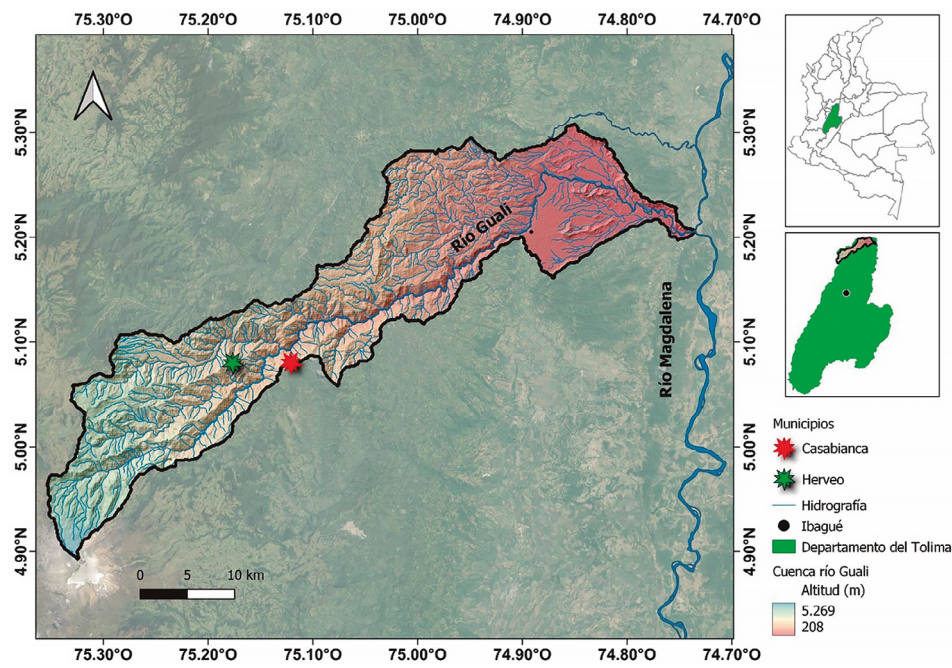 75.30°O 75.20°O 75.10°O 75.00°O 74.90°O 74.80°O 74.70°O
5.30°N
5.20°N
5.10°N
5.00°N
4.90°N
5.30°N
5.20°N
5.10°N
5.00°N
4.90°N
Río Guali
Río Magdalena
0 5 10 km
75.30°O 75.20°O 75.10°O 75.00°O 74.90°O 74.80°O 74.70°O
Municipios
Casabianca
Herveo
Hidrografía
Ibagué
Departamento del Tolima
Cuenca río Guali
Altitud (m)
5.269
208